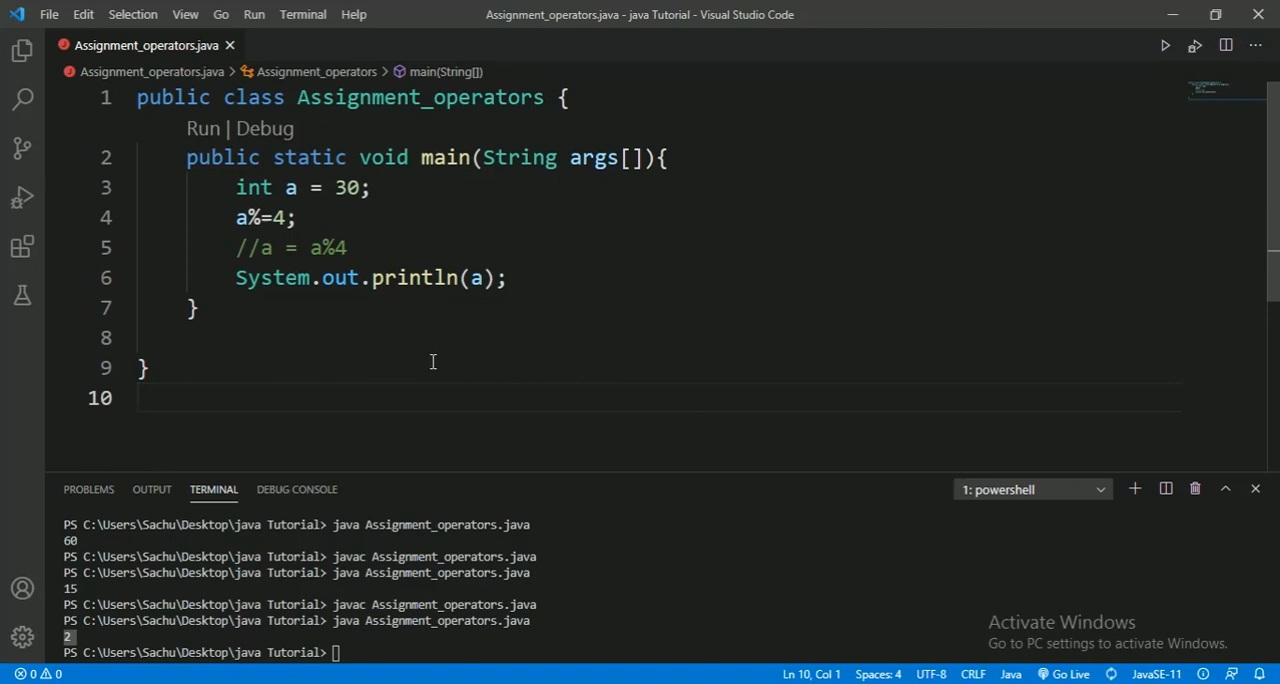 File Edit Selection View Go Run Terminal Help Assignment_operators.java - java Tutorial - Visual Studio Code
Assignment_operators.java
Assignment_operators.java > Assignment_operators > main(String[])
1 public class Assignment_operators {
Run | Debug
2 public static void main(String args[]){
3 int a = 30;
4 a%=4;
5 //a = a%4
6 System.out.println(a);
7 }
8
9 }
10
PROBLEMS OUTPUT TERMINAL DEBUG CONSOLE 1: powershell
PS C:\Users\Sachu\Desktop\java Tutorial> java Assignment_operators.java
60
PS C:\Users\Sachu\Desktop\java Tutorial> javac Assignment_operators.java
PS C:\Users\Sachu\Desktop\java Tutorial> java Assignment_operators.java
15
PS C:\Users\Sachu\Desktop\java Tutorial> javac Assignment_operators.java
PS C:\Users\Sachu\Desktop\java Tutorial> java Assignment_operators.java
2
PS C:\Users\Sachu\Desktop\java Tutorial>
Activate Windows
Go to PC settings to activate Windows.
0 0 Ln 10, Col 1 Spaces: 4 UTF-8 CRLF Java Go Live JavaSE-11